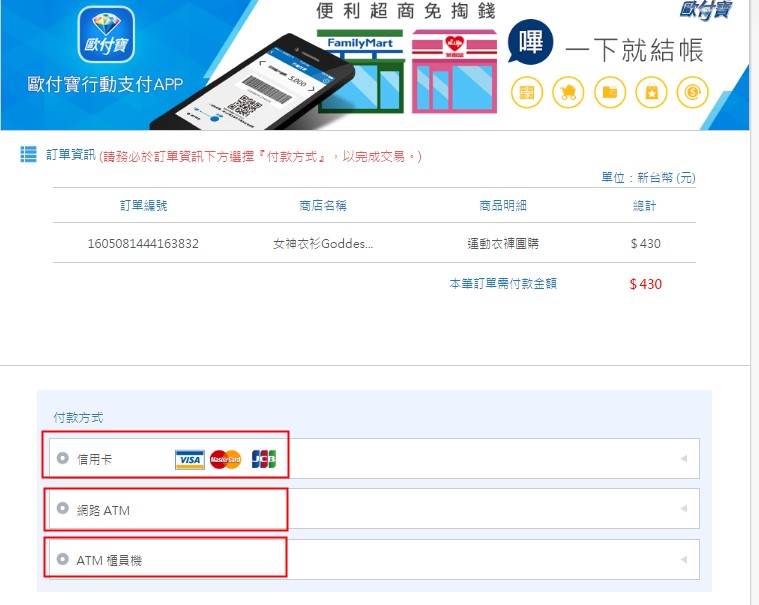 便利超商免掏錢
歐付寶
歐付寶
FamilyMart
嗶
一下就結帳
歐付寶行動支付APP
5,000
訂單資訊 (請務必於訂單資訊下方選擇『付款方式』，以完成交易。)
單位：新台幣 (元)
訂單編號 商店名稱 商品明細 總計
1605081444163832 女神衣衫Goddes... 運動衣褲團購 $ 430
本筆訂單需付款金額 $ 430
付款方式
信用卡 VISA MasterCard JCB
網路 ATM
ATM 櫃員機